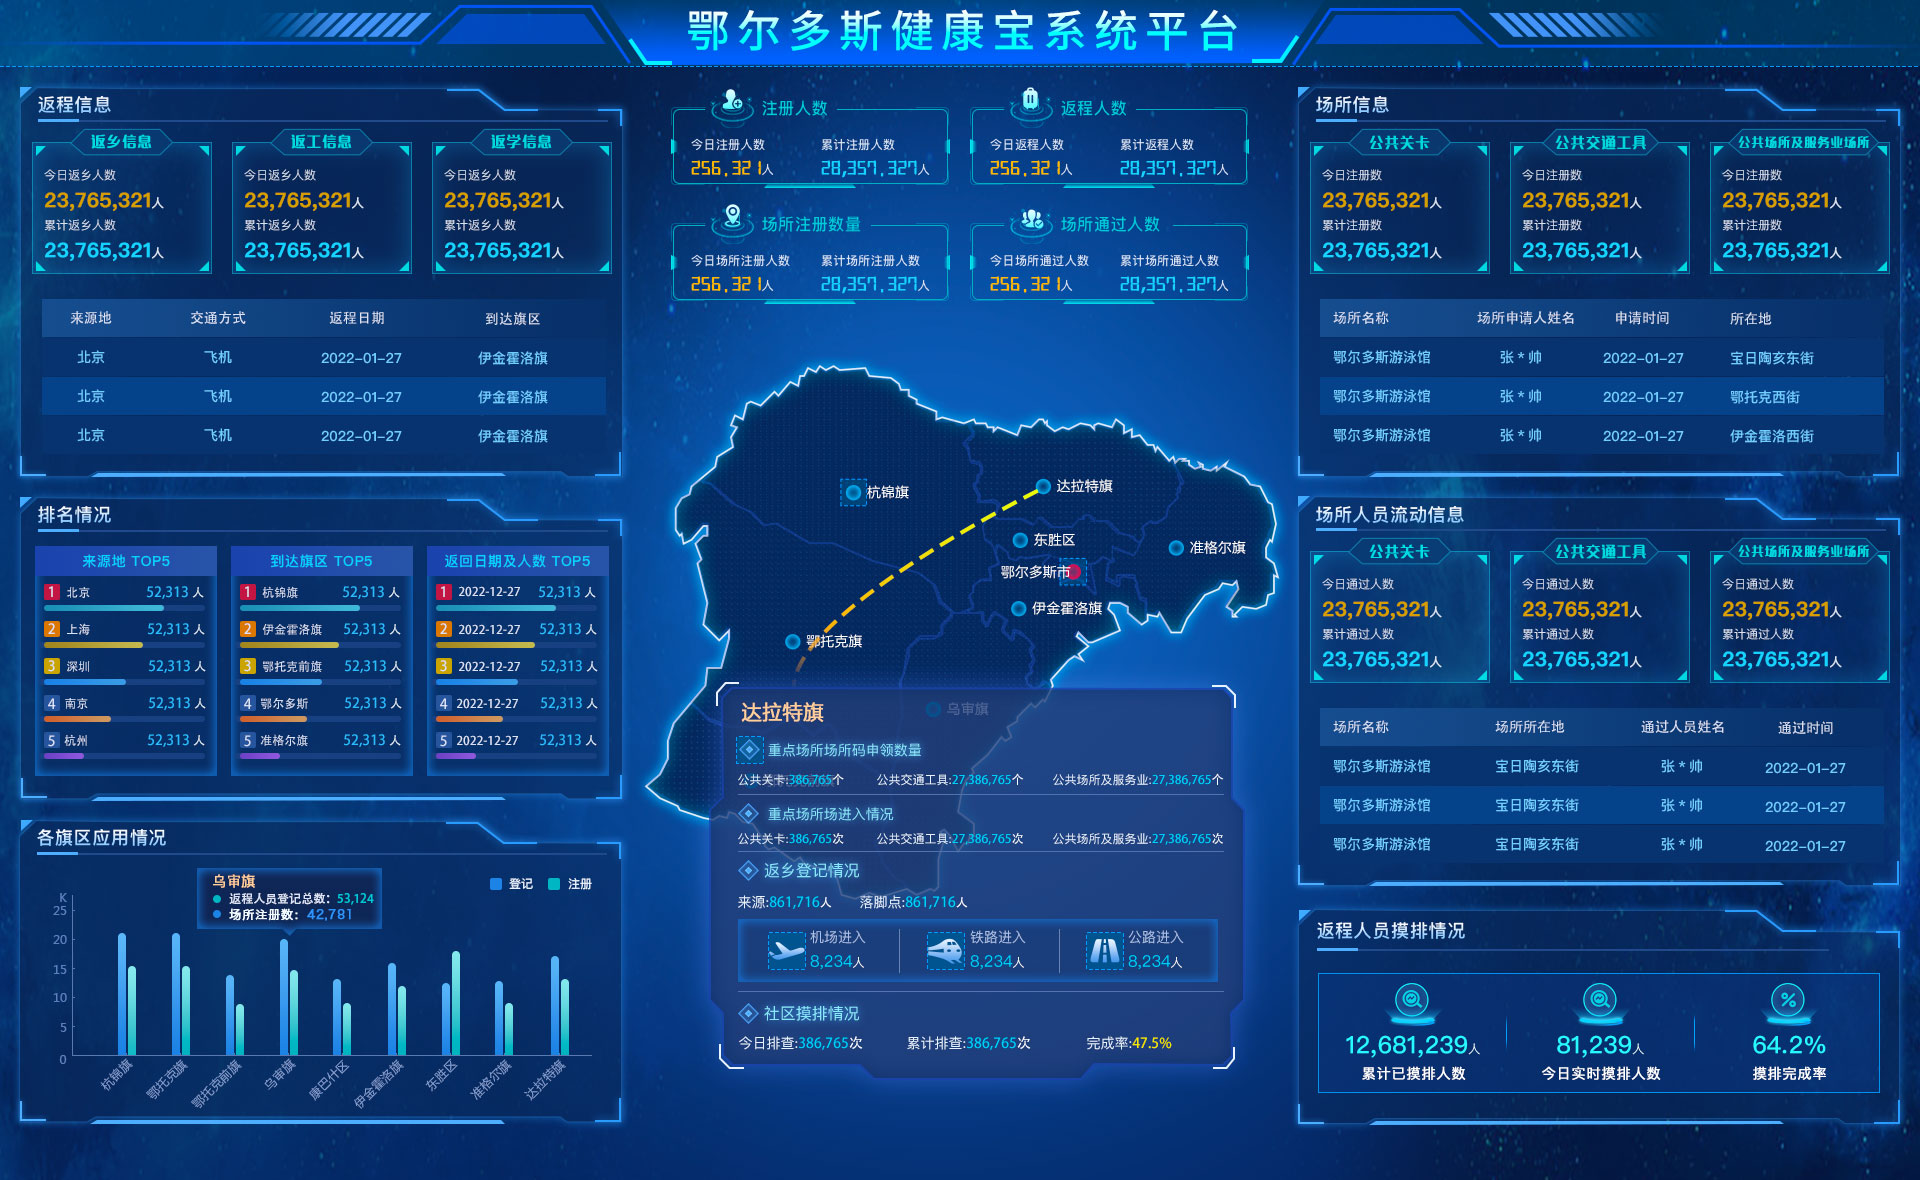 鄂尔多斯健康宝系统平台
返程信息
返乡信息
今日返乡人数
23,765,321人
累计返乡人数
23,765,321人
返工信息
今日返乡人数
23,765,321人
累计返乡人数
23,765,321人
返学信息
今日返乡人数
23,765,321人
累计返乡人数
23,765,321人
来源地 交通方式 返程日期 到达旗区
北京 飞机 2022-01-27 伊金霍洛旗
北京 飞机 2022-01-27 伊金霍洛旗
北京 飞机 2022-01-27 伊金霍洛旗
排名情况
来源地 TOP5
1 北京 52,313 人
2 上海 52,313 人
3 深圳 52,313 人
4 南京 52,313 人
5 杭州 52,313 人
到达旗区 TOP5
1 杭锦旗 52,313 人
2 伊金霍洛旗 52,313 人
3 鄂托克前旗 52,313 人
4 鄂尔多斯 52,313 人
5 准格尔旗 52,313 人
返回日期及人数 TOP5
1 2022-12-27 52,313 人
2 2022-12-27 52,313 人
3 2022-12-27 52,313 人
4 2022-12-27 52,313 人
5 2022-12-27 52,313 人
各旗区应用情况
乌审旗
返程人员登记总数：53,124
场所注册数：42,781
登记 注册
K
25
20
15
10
5
0
杭锦旗
鄂托克旗
鄂托克前旗
乌审旗
康巴什区
伊金霍洛旗
东胜区
准格尔旗
达拉特旗
注册人数
今日注册人数 累计注册人数
256.321人 28,357.327人
返程人数
今日返程人数 累计返程人数
256.321人 28,357.327人
场所注册数量
今日场所注册人数 累计场所注册人数
256.321人 28,357.327人
场所通过人数
今日场所通过人数 累计场所通过人数
256.321人 28,357.327人
杭锦旗
达拉特旗
东胜区
准格尔旗
鄂尔多斯市
伊金霍洛旗
鄂托克旗
乌审旗
达拉特旗
重点场所场所码申领数量
公共关卡:386,765个 公共交通工具:27,386,765个 公共场所及服务业:27,386,765个
重点场所场进入情况
公共关卡:386,765次 公共交通工具:27,386,765次 公共场所及服务业:27,386,765次
返乡登记情况
来源:861,716人 落脚点:861,716人
机场进入
8,234人
铁路进入
8,234人
公路进入
8,234人
社区摸排情况
今日排查:386,765次 累计排查:386,765次 完成率:47.5%
场所信息
公共关卡
今日注册数
23,765,321人
累计注册数
23,765,321人
公共交通工具
今日注册数
23,765,321人
累计注册数
23,765,321人
公共场所及服务业场所
今日注册数
23,765,321人
累计注册数
23,765,321人
场所名称 场所申请人姓名 申请时间 所在地
鄂尔多斯游泳馆 张 * 帅 2022-01-27 宝日陶亥东街
鄂尔多斯游泳馆 张 * 帅 2022-01-27 鄂托克西街
鄂尔多斯游泳馆 张 * 帅 2022-01-27 伊金霍洛西街
场所人员流动信息
公共关卡
今日通过人数
23,765,321人
累计通过人数
23,765,321人
公共交通工具
今日通过人数
23,765,321人
累计通过人数
23,765,321人
公共场所及服务业场所
今日通过人数
23,765,321人
累计通过人数
23,765,321人
场所名称 场所所在地 通过人员姓名 通过时间
鄂尔多斯游泳馆 宝日陶亥东街 张 * 帅 2022-01-27
鄂尔多斯游泳馆 宝日陶亥东街 张 * 帅 2022-01-27
鄂尔多斯游泳馆 宝日陶亥东街 张 * 帅 2022-01-27
返程人员摸排情况
12,681,239人
累计已摸排人数
81,239人
今日实时摸排人数
64.2%
摸排完成率